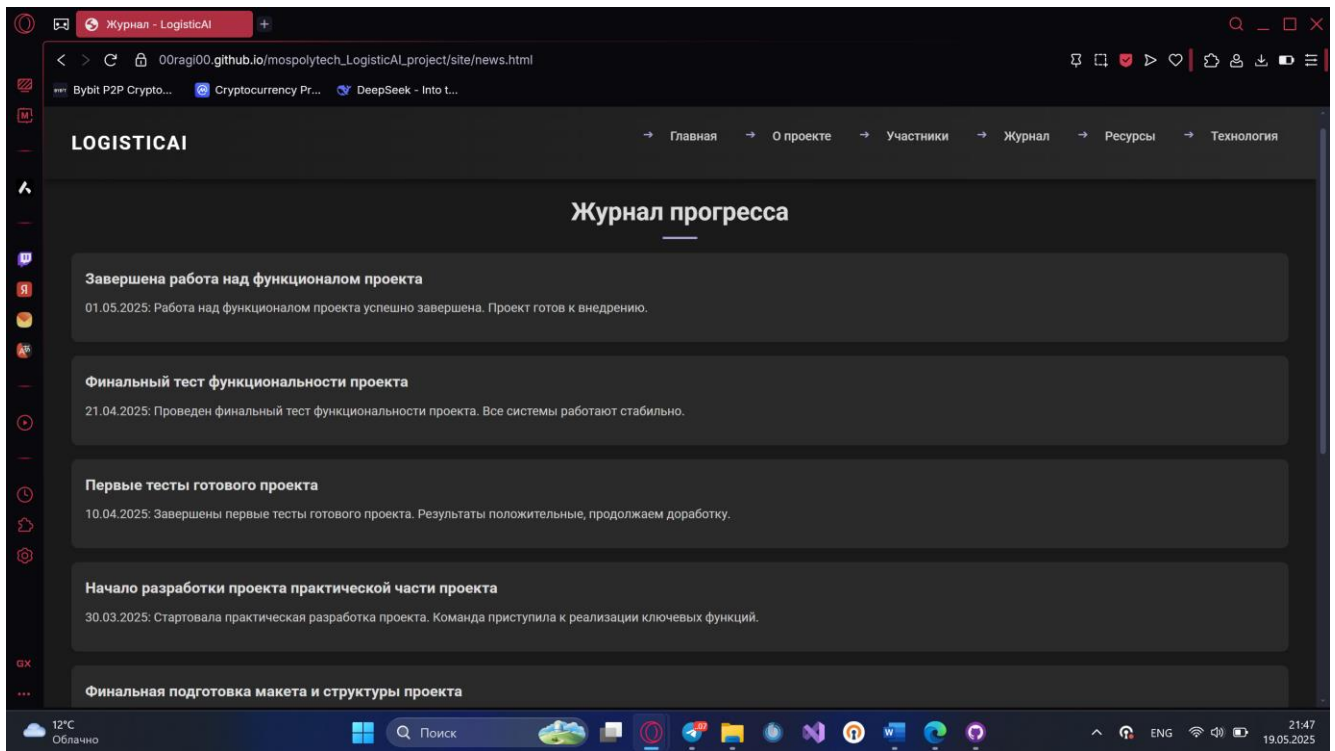 Журнал - LogisticAI
00ragi00.github.io/mospolytech_LogisticAI_project/site/news.html
Bybit P2P Crypto... Cryptocurrency Pr... DeepSeek - Into t...
LOGISTICAI
Главная О проекте Участники Журнал Ресурсы Технология
Журнал прогресса
Завершена работа над функционалом проекта
01.05.2025: Работа над функционалом проекта успешно завершена. Проект готов к внедрению.
Финальный тест функциональности проекта
21.04.2025: Проведен финальный тест функциональности проекта. Все системы работают стабильно.
Первые тесты готового проекта
10.04.2025: Завершены первые тесты готового проекта. Результаты положительные, продолжаем доработку.
Начало разработки проекта практической части проекта
30.03.2025: Стартовала практическая разработка проекта. Команда приступила к реализации ключевых функций.
Финальная подготовка макета и структуры проекта
GX
12°C
Облачно
Поиск
ENG
21:47
19.05.2025